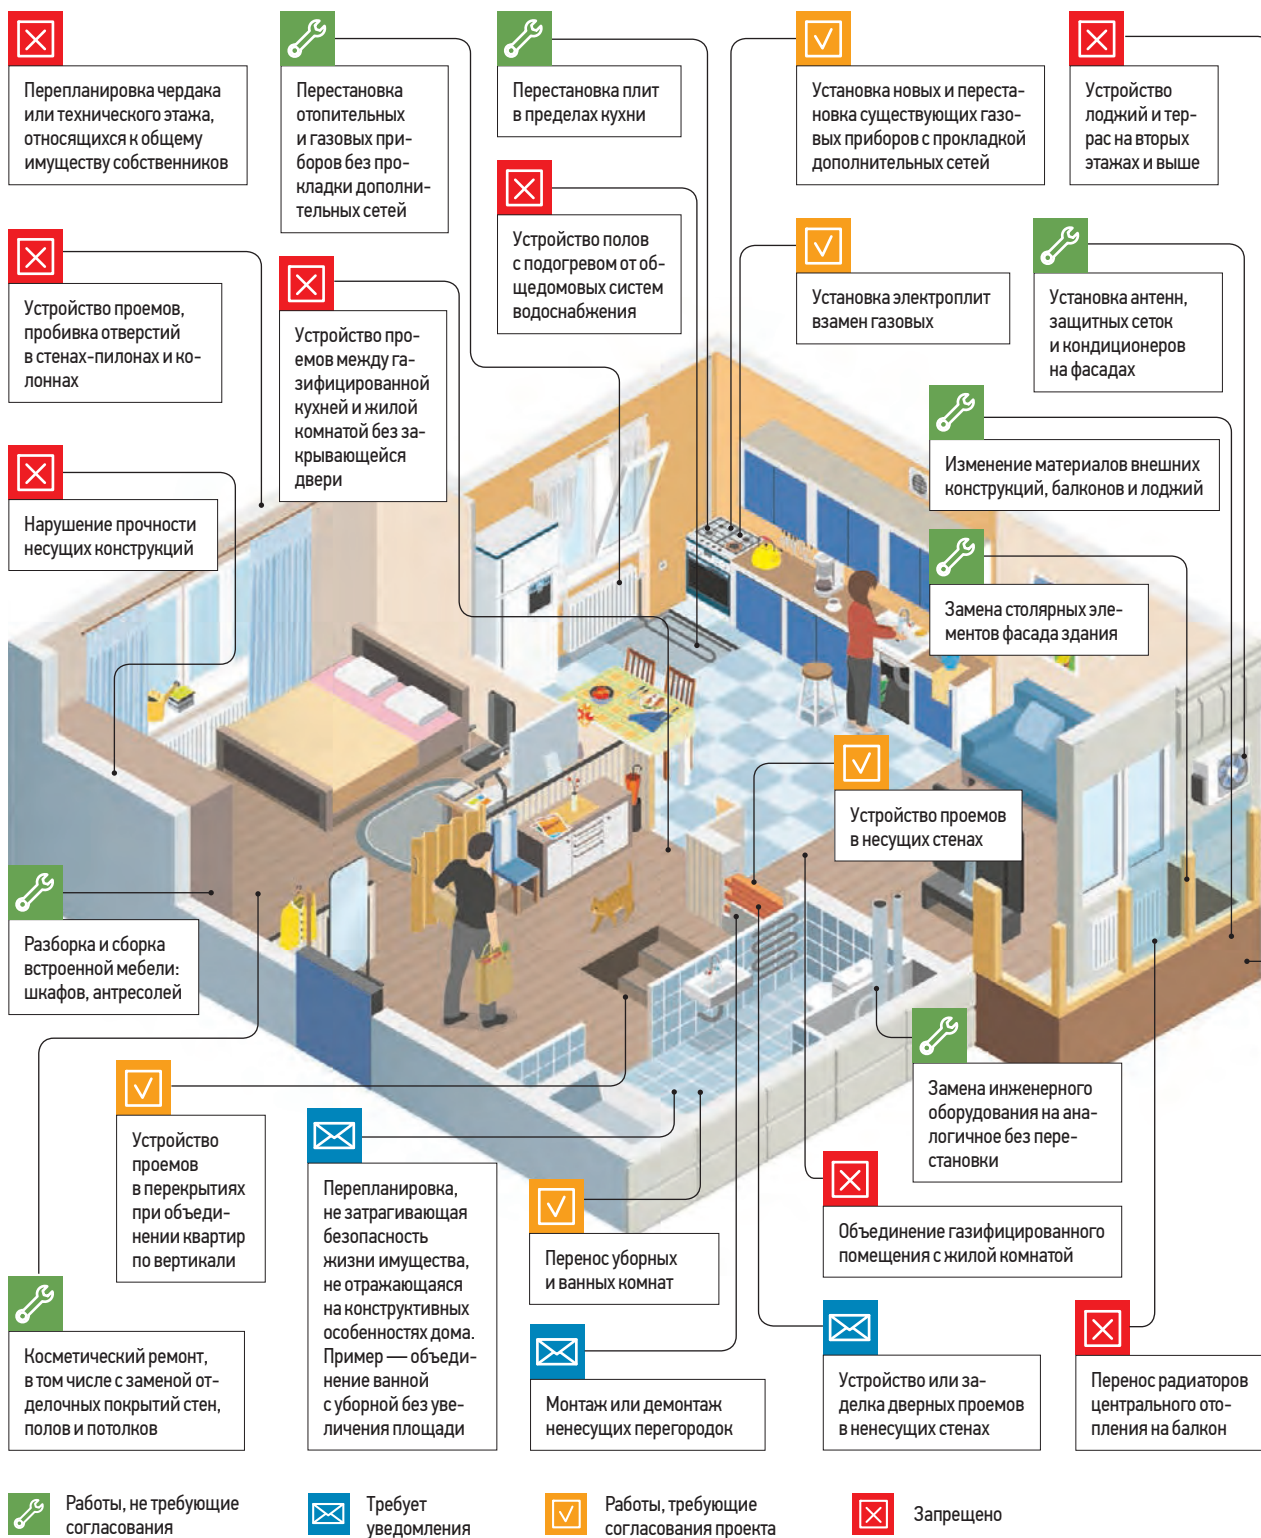 Перепланировка чердака
или технического этажа,
относящихся к общему
имуществу собственников
Перестановка
отопительных
и газовых при-
боров без про-
кладки дополни-
тельных сетей
Перестановка плит
в пределах кухни
Установка новых и переста-
новка существующих газо-
вых приборов с прокладкой
дополнительных сетей
Устройство
лоджий и тер-
рас на вторых
этажах и выше
Устройство полов
с подогревом от об-
щедомовых систем
водоснабжения
Устройство проемов,
пробивка отверстий
в стенах-пилонах и ко-
лоннах
Устройство про-
емов между га-
зифицированной
кухней и жилой
комнатой без за-
крывающейся
двери
Установка электроплит
взамен газовых
Установка антенн,
защитных сеток
и кондиционеров
на фасадах
Изменение материалов внешних
конструкций, балконов и лоджий
Нарушение прочности
несущих конструкций
Замена столярных эле-
ментов фасада здания
Устройство проемов
в несущих стенах
Разборка и сборка
встроенной мебели:
шкафов, антресолей
Замена инженерного
оборудования на ана-
логичное без пере-
становки
Устройство
проемов
в перекрытиях
при объеди-
нении квартир
по вертикали
Перепланировка,
не затрагивающая
безопасность
жизни имущества,
не отражающаяся
на конструктивных
особенностях дома.
Пример — объеди-
нение ванной
с уборной без уве-
личения площади
Перенос уборных
и ванных комнат
Объединение газифицированного
помещения с жилой комнатой
Косметический ремонт,
в том числе с заменой от-
делочных покрытий стен,
полов и потолков
Монтаж или демонтаж
ненесущих перегородок
Устройство или за-
делка дверных проемов
в ненесущих стенах
Перенос радиаторов
центрального ото-
пления на балкон
Работы, не требующие
согласования
Требует
уведомления
Работы, требующие
согласования проекта
Запрещено